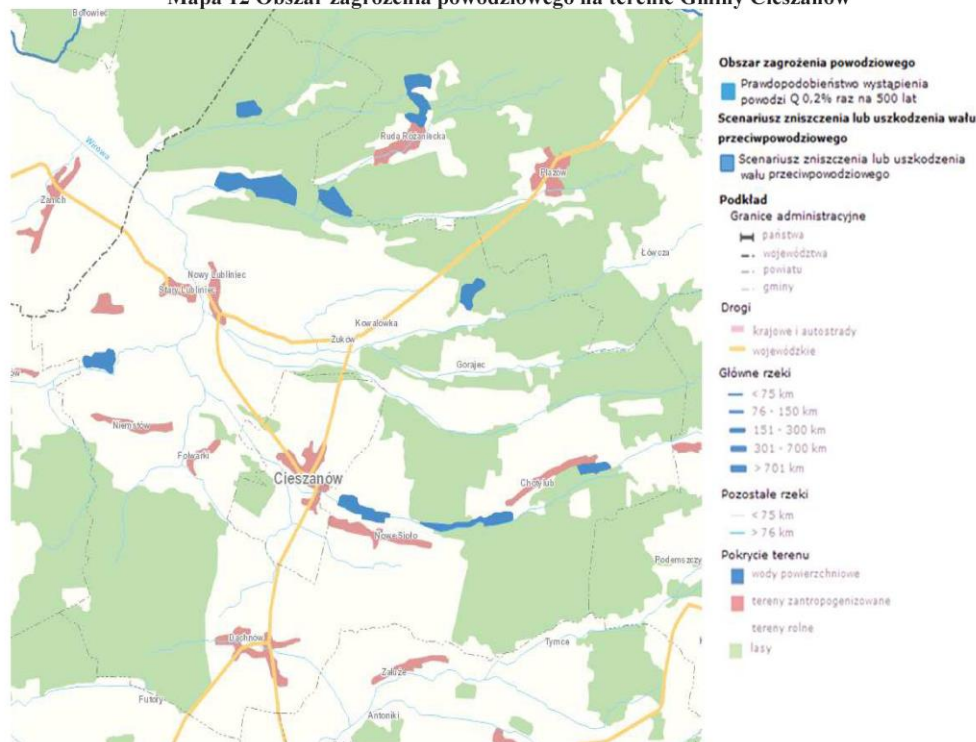 Mapa 12 Obszar zagrożenia powodziowego na terenie Gminy Cieszanów
Borowiec
Wirowa
Ruda Różaniecka
Płazów
Zamch
Łówcza
Nowy Lubliniec
Stary Lubliniec
Kowalówka
Żuków
Gorajec
Niemstów
Folwarki
Cieszanów
Chotylub
Nowe Sioło
Podemszczy
Dachnów
Tymce
Załuże
Futory
Antoniki
Obszar zagrożenia powodziowego
Prawdopodobieństwo wystąpienia
powodzi Q 0,2% raz na 500 lat
Scenariusz zniszczenia lub uszkodzenia wału
przeciwpowodziowego
Scenariusz zniszczenia lub uszkodzenia
wału przeciwpowodziowego
Podkład
Granice administracyjne
państwa
województwa
powiatu
gminy
Drogi
krajowe i autostrady
wojewódzkie
Główne rzeki
< 75 km
76 - 150 km
151 - 300 km
301 - 700 km
> 701 km
Pozostałe rzeki
< 75 km
> 76 km
Pokrycie terenu
wody powierzchniowe
tereny zantropogenizowane
tereny rolne
lasy